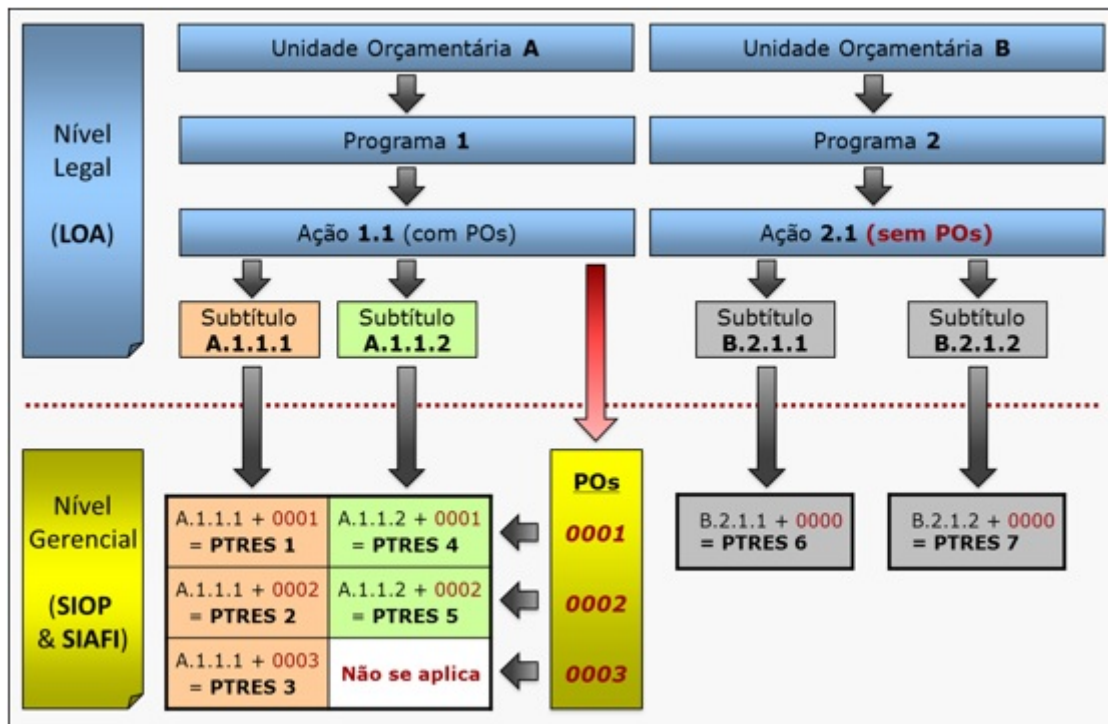 Nível
Legal
(LOA)
Unidade Orçamentária A
Programa 1
Ação 1.1 (com POs)
Subtítulo
A.1.1.1
Subtítulo
A.1.1.2
Unidade Orçamentária B
Programa 2
Ação 2.1 (sem POs)
Subtítulo
B.2.1.1
Subtítulo
B.2.1.2
Nível
Gerencial
(SIOP
& SIAFI)
A.1.1.1 + 0001
= PTRES 1
A.1.1.2 + 0001
= PTRES 4
A.1.1.1 + 0002
= PTRES 2
A.1.1.2 + 0002
= PTRES 5
A.1.1.1 + 0003
= PTRES 3
Não se aplica
POs
0001
0002
0003
B.2.1.1 + 0000
= PTRES 6
B.2.1.2 + 0000
= PTRES 7